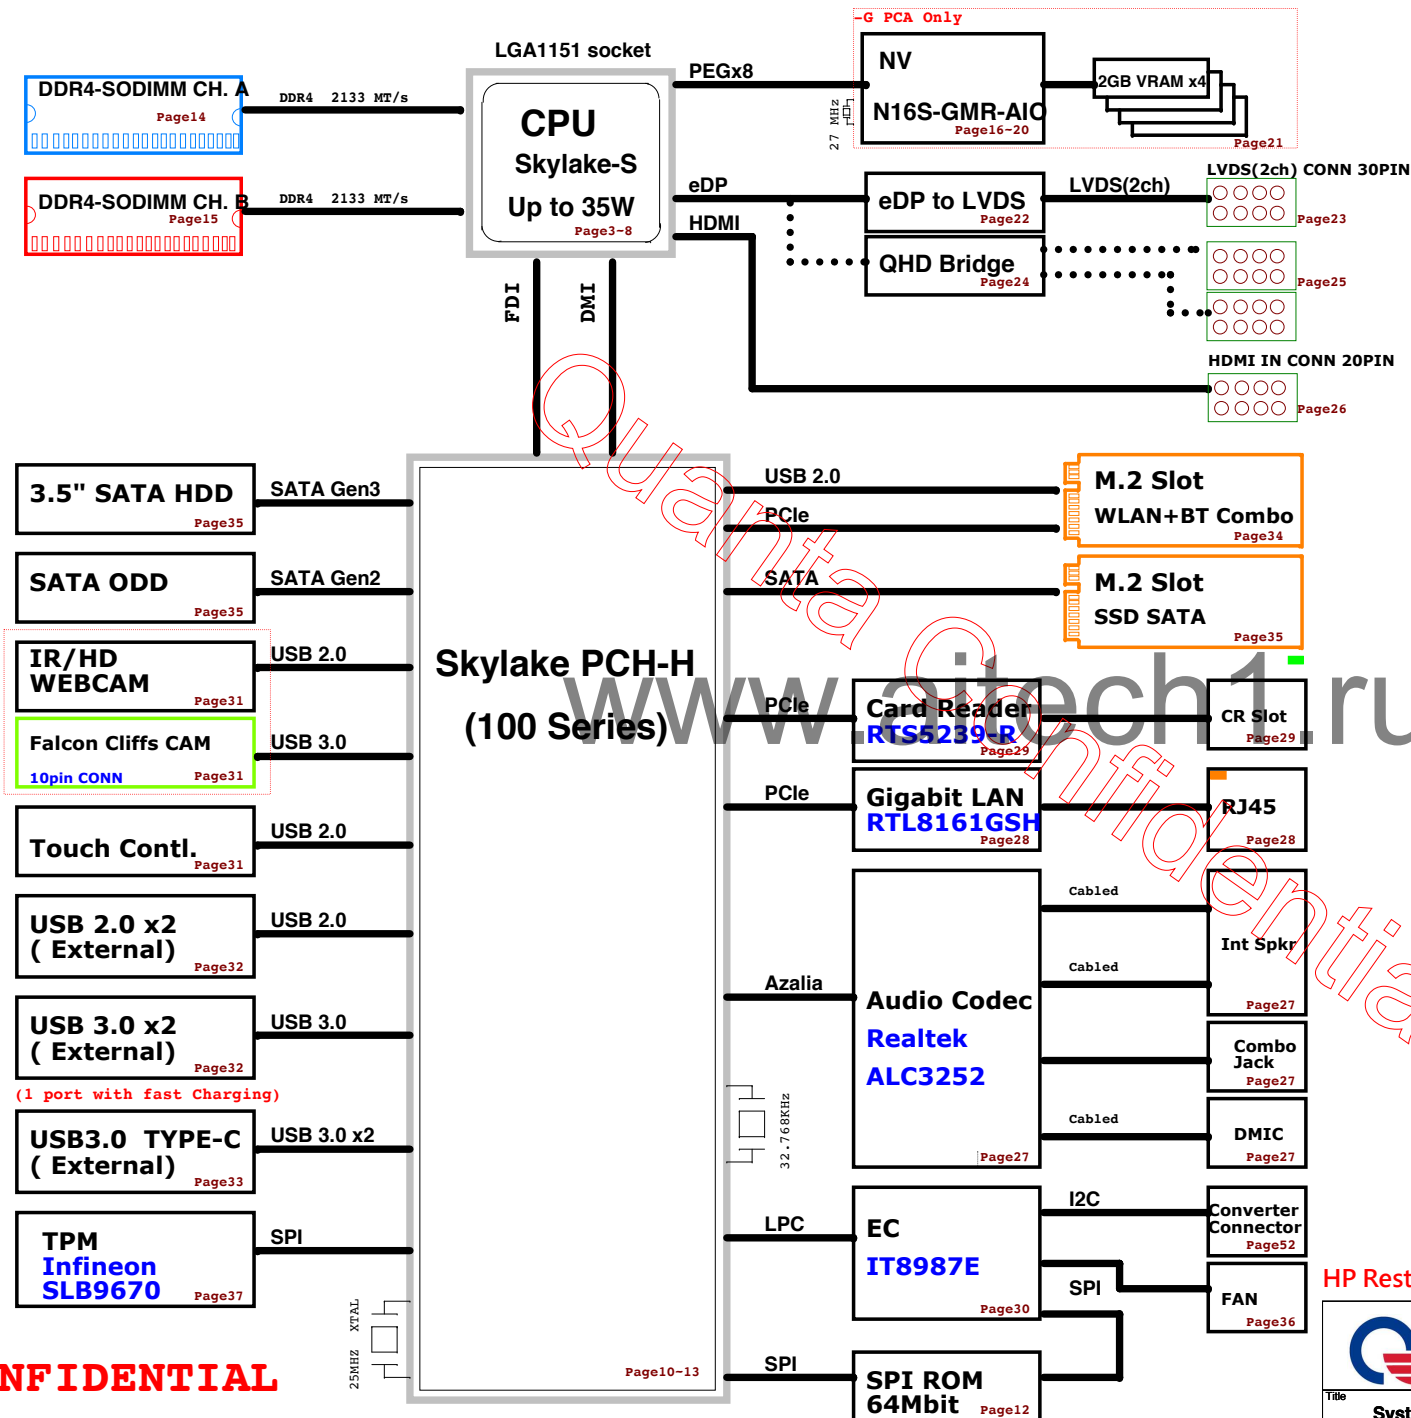 -G PCA Only
LGA1151 socket
DDR4-SODIMM CH. A
Page14
DDR4 2133 MT/s
CPU
Skylake-S
Up to 35W
Page3-8
PEGx8
NV
N16S-GMR-AIO
Page16-20
27 MHz
2GB VRAM x4
Page21
DDR4-SODIMM CH. B
Page15
DDR4 2133 MT/s
eDP
HDMI
eDP to LVDS
Page22
LVDS(2ch)
LVDS(2ch) CONN 30PIN
Page23
QHD Bridge
Page24
Page25
HDMI IN CONN 20PIN
Page26
FDI
DMI
3.5" SATA HDD
Page35
SATA Gen3
SATA ODD
Page35
SATA Gen2
IR/HD
WEBCAM
Page31
USB 2.0
Falcon Cliffs CAM
10pin CONN
Page31
USB 3.0
Touch Contl.
Page31
USB 2.0
USB 2.0 x2
( External)
Page32
USB 2.0
USB 3.0 x2
( External)
Page32
USB 3.0
(1 port with fast Charging)
USB3.0 TYPE-C
( External)
Page33
USB 3.0 x2
TPM
Infineon
SLB9670
Page37
SPI
25MHZ XTAL
Skylake PCH-H
(100 Series)
Page10-13
32.768KHz
USB 2.0
PCIe
M.2 Slot
WLAN+BT Combo
Page34
SATA
M.2 Slot
SSD SATA
Page35
PCIe
Card Reader
RTS5239-R
Page29
CR Slot
Page29
PCIe
Gigabit LAN
RTL8161GSH
Page28
RJ45
Page28
Azalia
Audio Codec
Realtek
ALC3252
Page27
Cabled
Cabled
Int Spkr
Page27
Combo
Jack
Page27
Cabled
DMIC
Page27
LPC
EC
IT8987E
Page30
I2C
Converter
Connector
Page52
SPI
FAN
Page36
SPI
SPI ROM
64Mbit
Page12
Quanta Confidentia
www.aitech1.ru
NFIDENTIAL
HP Rest
Title
Syst